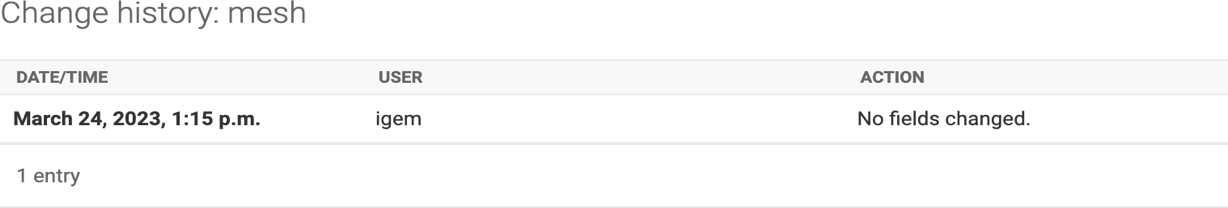 Change history: mesh
DATE/TIME USER ACTION
March 24, 2023, 1:15 p.m. igem No fields changed.
1 entry